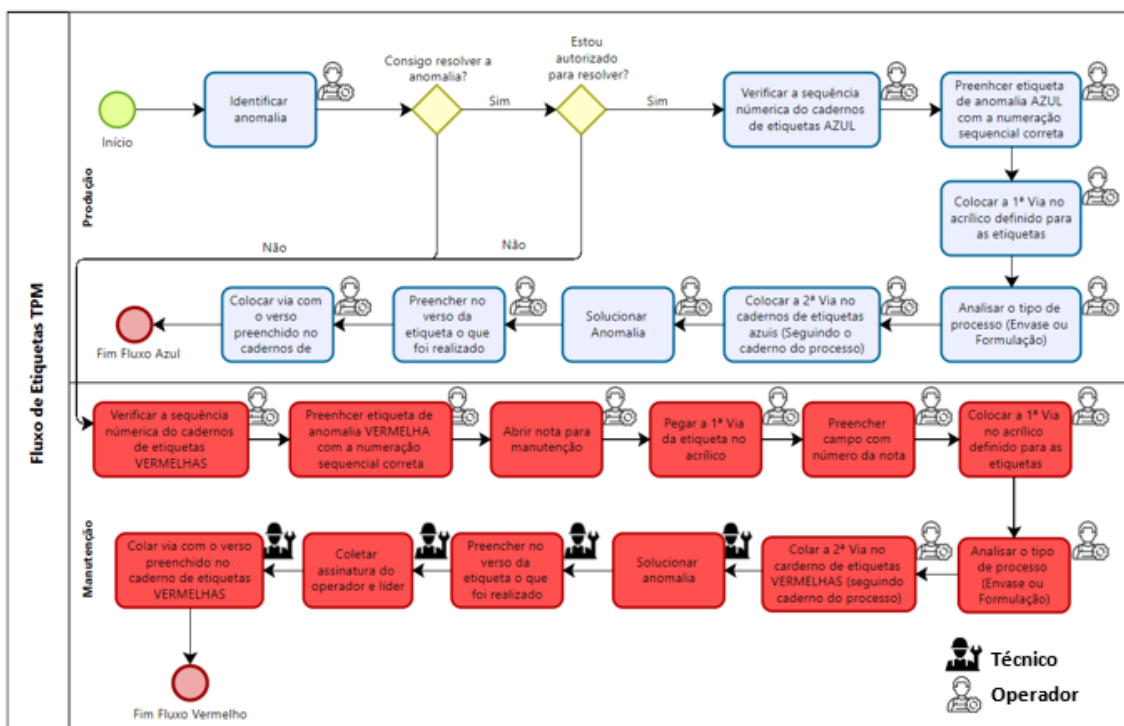 Fluxo de Etiquetas TPM
Produção
Início
Identificar
anomalia
Consigo resolver a
anomalia?
Sim
Estou
autorizado
para resolver?
Sim
Verificar a sequência
númerica do cadernos
de etiquetas AZUL
Preenhcer etiqueta
de anomalia AZUL
com a numeração
sequencial correta
Colocar a 1ª Via no
acrílico definido para
as etiquetas
Não
Não
Analisar o tipo de
processo (Envase ou
Formulação)
Colocar a 2ª Via no
cadernos de etiquetas
azuis (Seguindo o
caderno do processo)
Solucionar
Anomalia
Preencher no
verso da
etiqueta o que
foi realizado
Colocar via com
o verso
preenchido no
cadernos de
Fim Fluxo Azul
Manutenção
Verificar a sequência
númerica do cadernos
de etiquetas
VERMELHAS
Preenhcer etiqueta de
anomalia VERMELHA
com a numeração
sequencial correta
Abrir nota para
manutenção
Pegar a 1ª Via
da etiqueta no
acrílico
Preencher
campo com
número da nota
Colocar a 1ª Via
no acrílico
definido para as
etiquetas
Analisar o tipo
de processo
(Envase ou
Formulação)
Colar a 2ª Via no
carderno de etiquetas
VERMELHAS (seguindo
caderno do processo)
Solucionar
anomalia
Preencher no
verso da
etiqueta o que
foi realizado
Coletar
assinatura do
operador e líder
Colar via com o verso
preenchido no
caderno de etiquetas
VERMELHAS
Fim Fluxo Vermelho
Técnico
Operador